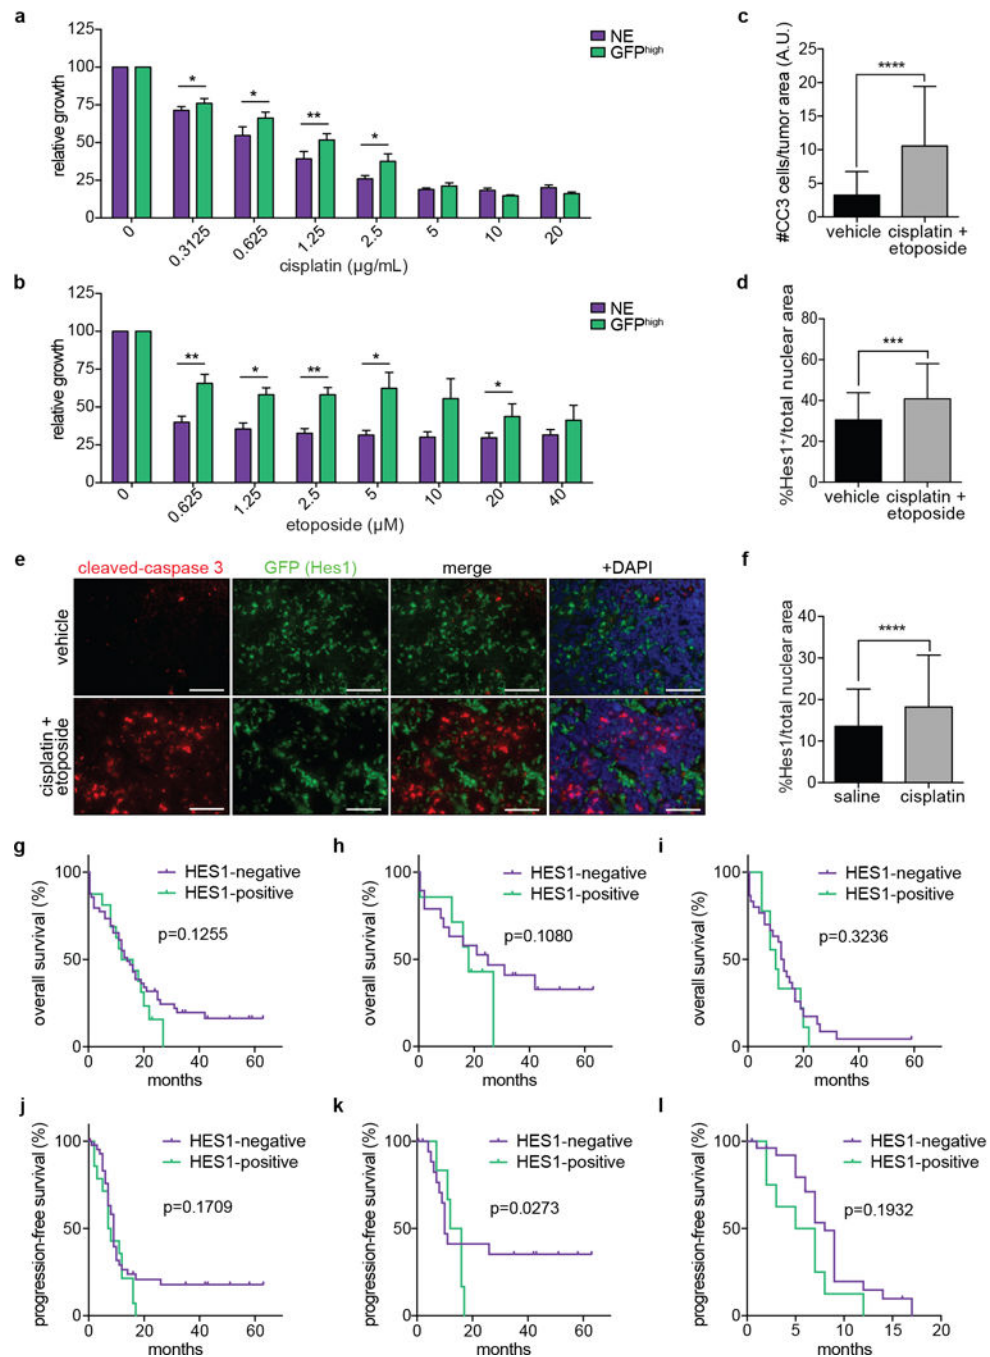 a
125
100
75
50
25
0
relative growth
NE
GFPhigh
*
*
**
*
0
0.3125
0.625
1.25
2.5
5
10
20
cisplatin (µg/mL)
b
125
100
75
50
25
0
relative growth
NE
GFPhigh
**
*
**
*
*
0
0.625
1.25
2.5
5
10
20
40
etoposide (µM)
c
#CC3 cells/tumor area (A.U.)
25
20
15
10
5
0
****
vehicle
cisplatin +
etoposide
d
%Hes1+/total nuclear area
80
60
40
20
0
***
vehicle
cisplatin +
etoposide
e
cleaved-caspase 3
GFP (Hes1)
merge
+DAPI
vehicle
cisplatin +
etoposide
f
%Hes1/total nuclear area
40
30
20
10
0
****
saline
cisplatin
g
overall survival (%)
100
50
0
HES1-negative
HES1-positive
p=0.1255
0 20 40 60
months
h
overall survival (%)
100
50
0
HES1-negative
HES1-positive
p=0.1080
0 20 40 60
months
i
overall survival (%)
100
50
0
HES1-negative
HES1-positive
p=0.3236
0 20 40 60
months
j
progression-free survival (%)
100
50
0
HES1-negative
HES1-positive
p=0.1709
0 20 40 60
months
k
progression-free survival (%)
100
50
0
HES1-negative
HES1-positive
p=0.0273
0 20 40 60
months
l
progression-free survival (%)
100
50
0
HES1-negative
HES1-positive
p=0.1932
0 5 10 15 20
months